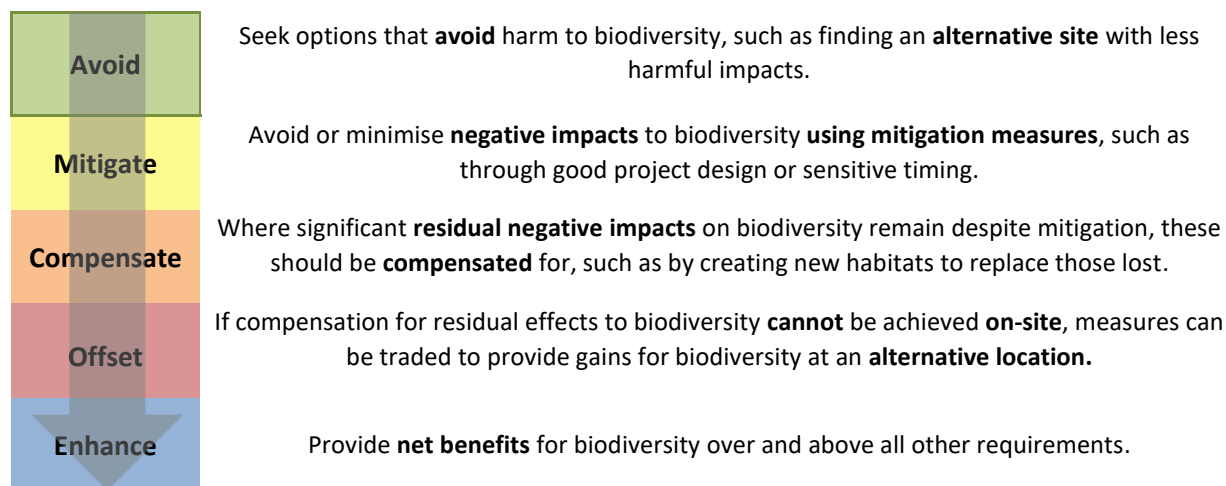 Avoid
Seek options that avoid harm to biodiversity, such as finding an alternative site with less
harmful impacts.
Mitigate
Avoid or minimise negative impacts to biodiversity using mitigation measures, such as
through good project design or sensitive timing.
Compensate
Where significant residual negative impacts on biodiversity remain despite mitigation, these
should be compensated for, such as by creating new habitats to replace those lost.
Offset
If compensation for residual effects to biodiversity cannot be achieved on-site, measures can
be traded to provide gains for biodiversity at an alternative location.
Enhance
Provide net benefits for biodiversity over and above all other requirements.